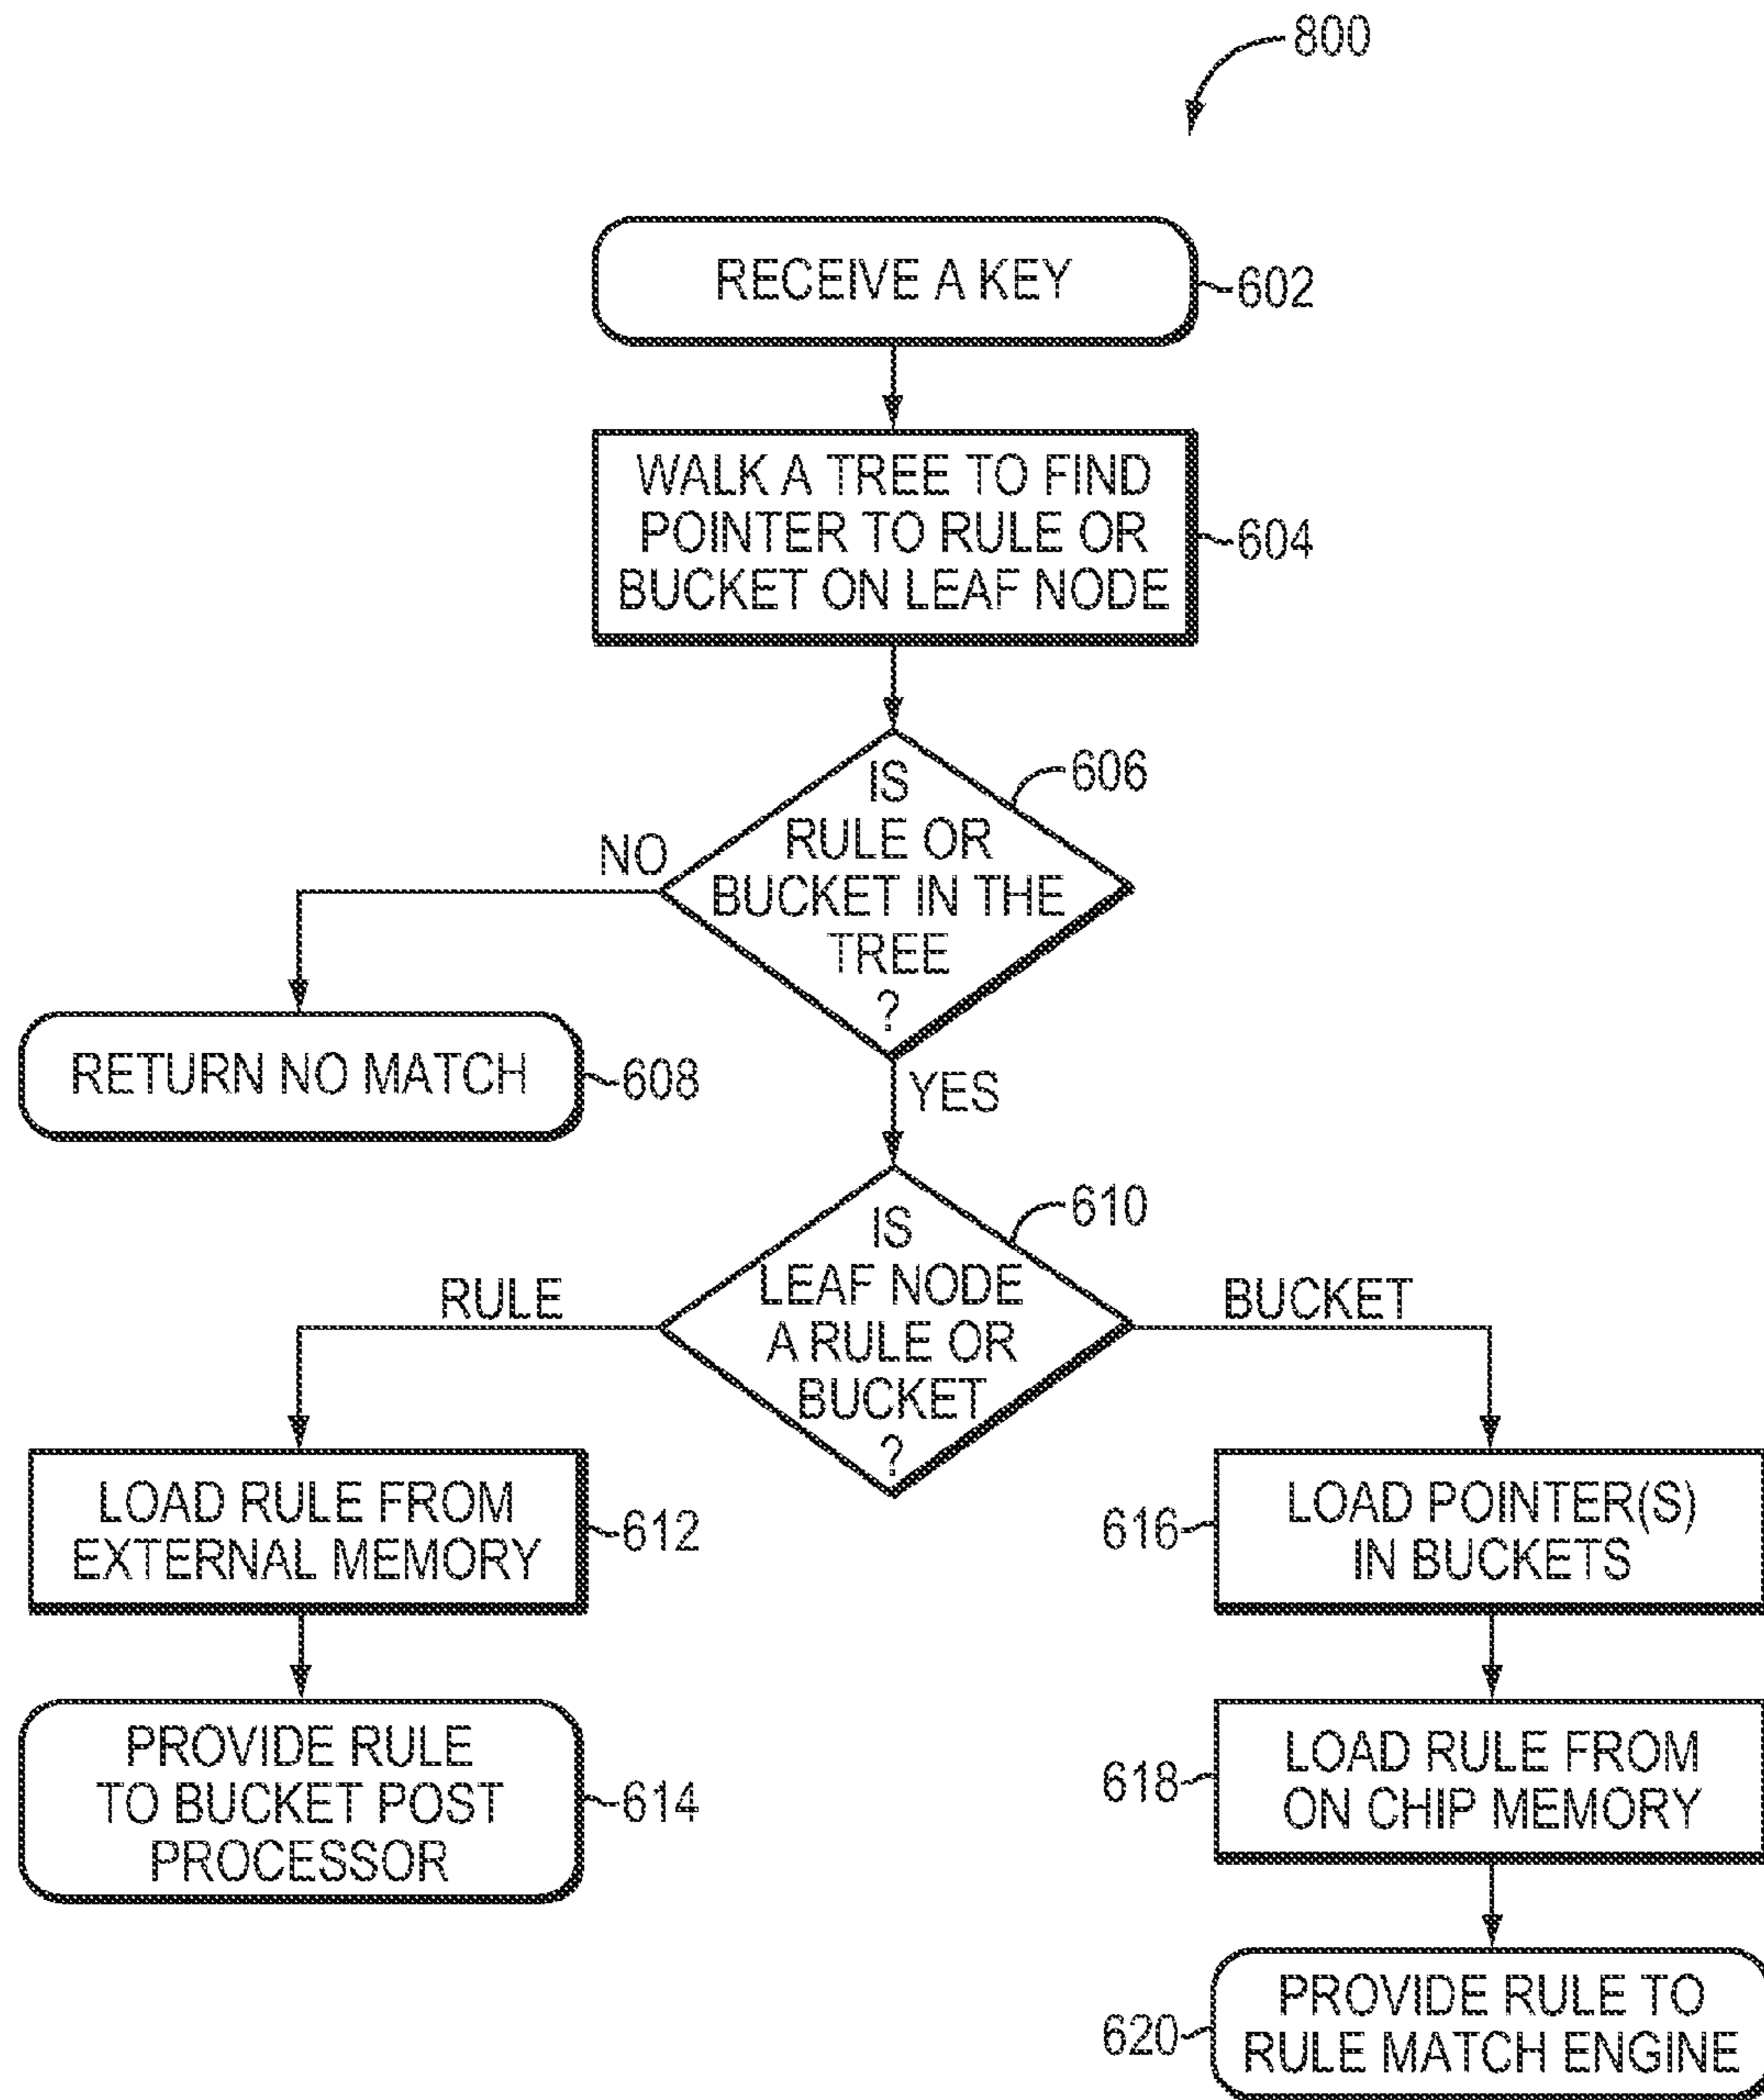 800
RECEIVE A KEY
602
WALK A TREE TO FIND
POINTER TO RULE OR
BUCKET ON LEAF NODE
604
IS
RULE OR
BUCKET IN THE
TREE
?
606
NO
RETURN NO MATCH
608
YES
IS
LEAF NODE
A RULE OR
BUCKET
?
610
RULE
BUCKET
LOAD RULE FROM
EXTERNAL MEMORY
612
PROVIDE RULE
TO BUCKET POST
PROCESSOR
614
616
LOAD POINTER(S)
IN BUCKETS
618
LOAD RULE FROM
ON CHIP MEMORY
620
PROVIDE RULE TO
RULE MATCH ENGINE